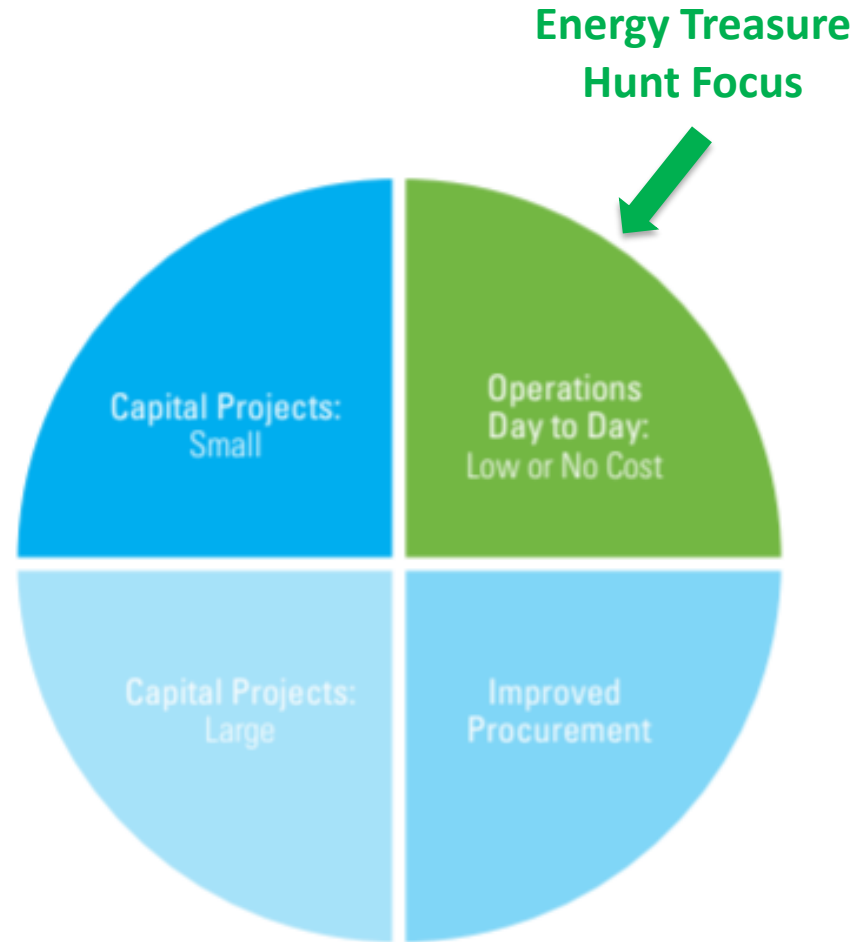 Energy Treasure
Hunt Focus
Capital Projects:
Small
Operations
Day to Day:
Low or No Cost
Capital Projects:
Large
Improved
Procurement